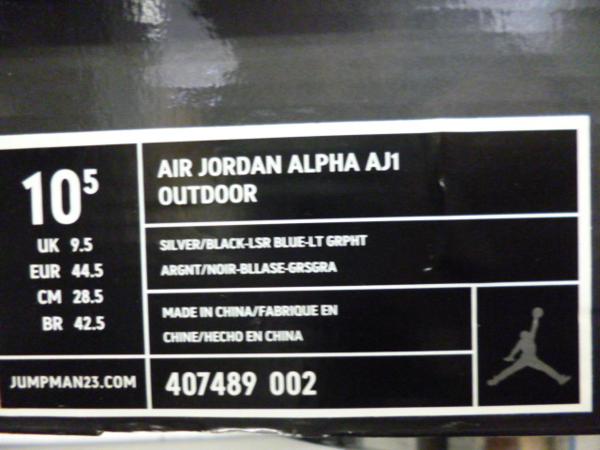 10⁵
UK 9.5
EUR 44.5
CM 28.5
BR 42.5
JUMPMAN23.COM
AIR JORDAN ALPHA AJ1
OUTDOOR
SILVER/BLACK-LSR BLUE-LT GRPHT
ARGNT/NOIR-BLLASE-GRSGRA
MADE IN CHINA/FABRIQUE EN
CHINE/HECHO EN CHINA
407489 002